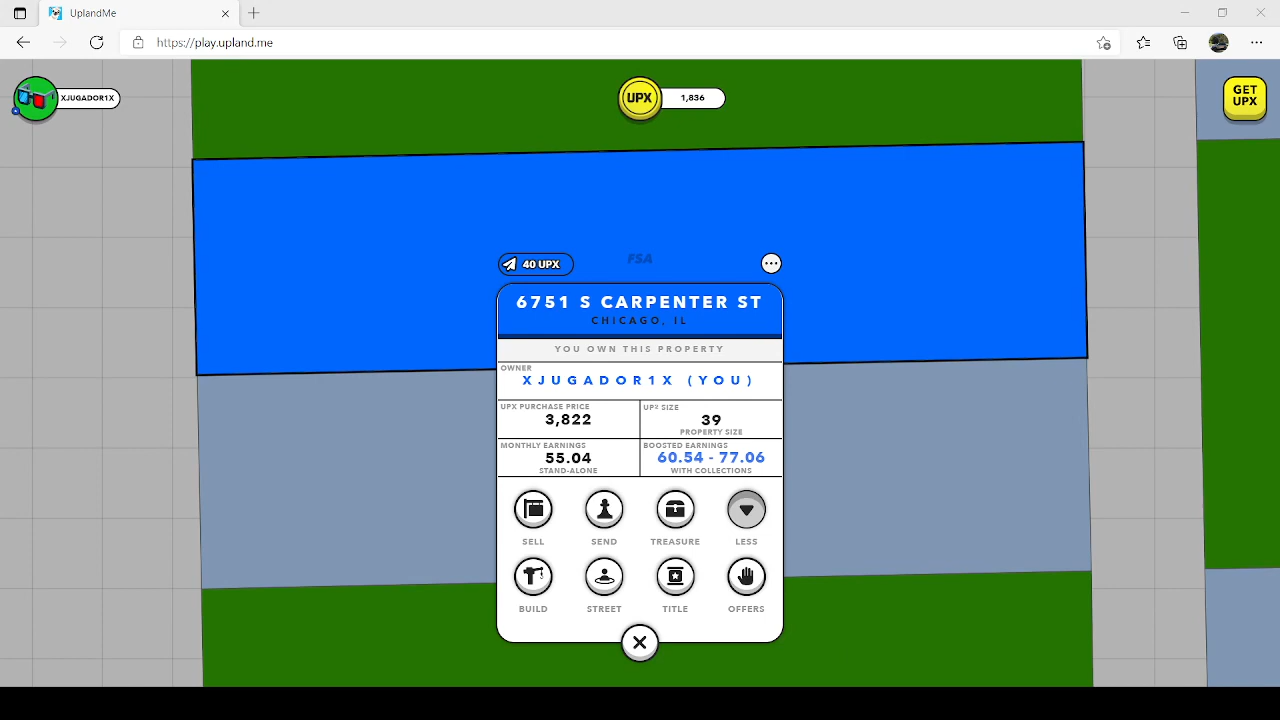 UplandMe
https://play.upland.me
XJUGADOR1X
UPX
1,836
GET
UPX
40 UPX
FSA
6751 S CARPENTER ST
CHICAGO, IL
YOU OWN THIS PROPERTY
OWNER
XJUGADOR1X (YOU)
UPX PURCHASE PRICE
3,822
UP² SIZE
39
PROPERTY SIZE
MONTHLY EARNINGS
55.04
STAND-ALONE
BOOSTED EARNINGS
60.54 - 77.06
WITH COLLECTIONS
SELL
SEND
TREASURE
LESS
BUILD
STREET
TITLE
OFFERS